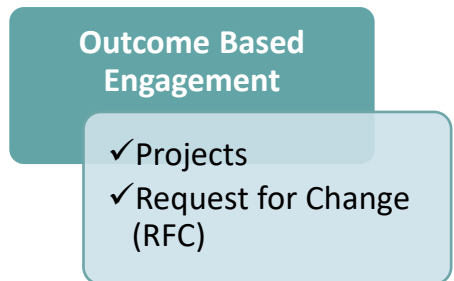 Outcome Based
Engagement
✓Projects
✓Request for Change
(RFC)